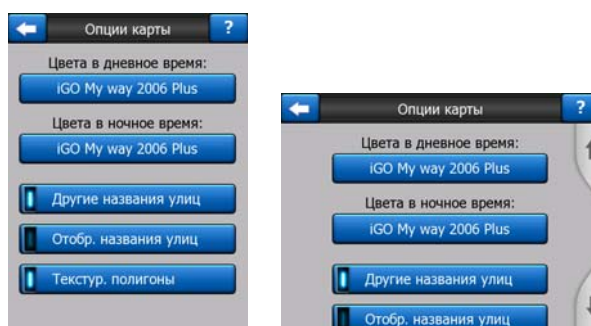 Опции карты
?
Цвета в дневное время:
iGO My way 2006 Plus
Цвета в ночное время:
iGO My way 2006 Plus
Другие названия улиц
Отобр. названия улиц
Текстур. полигоны
Опции карты
?
Цвета в дневное время:
iGO My way 2006 Plus
Цвета в ночное время:
iGO My way 2006 Plus
Другие названия улиц
Отобр. названия улиц